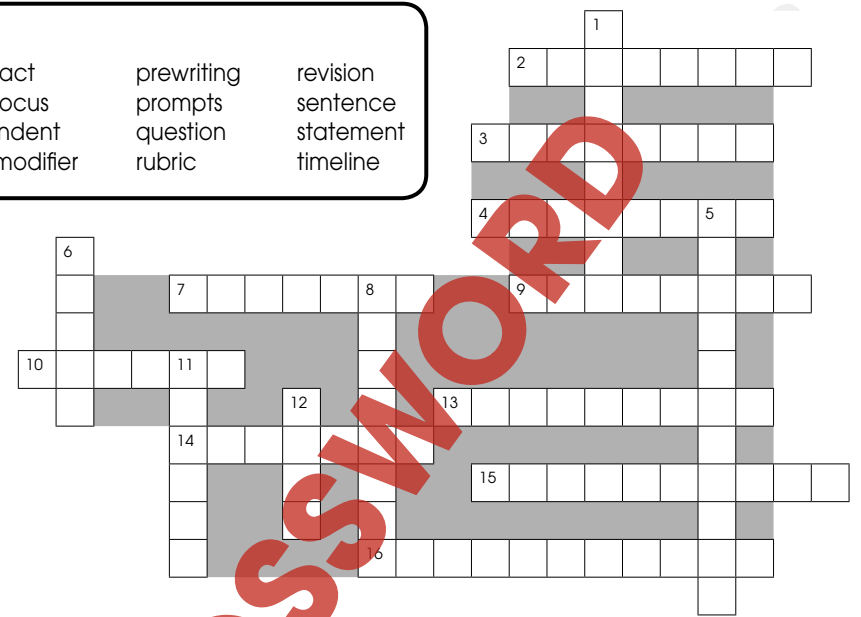 1
2
act prewriting revision
ocus prompts sentence
ndent question statement
modifier rubric timeline
3
4 5
6
7 8 9
10 11
12 13
14
15
16
SSWORD